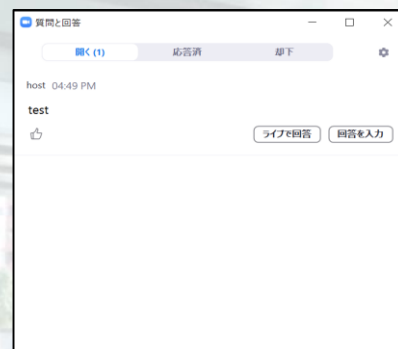 質問と回答
開く(1) 応答済 却下
host 04:49 PM
test
ライブで回答 回答を入力